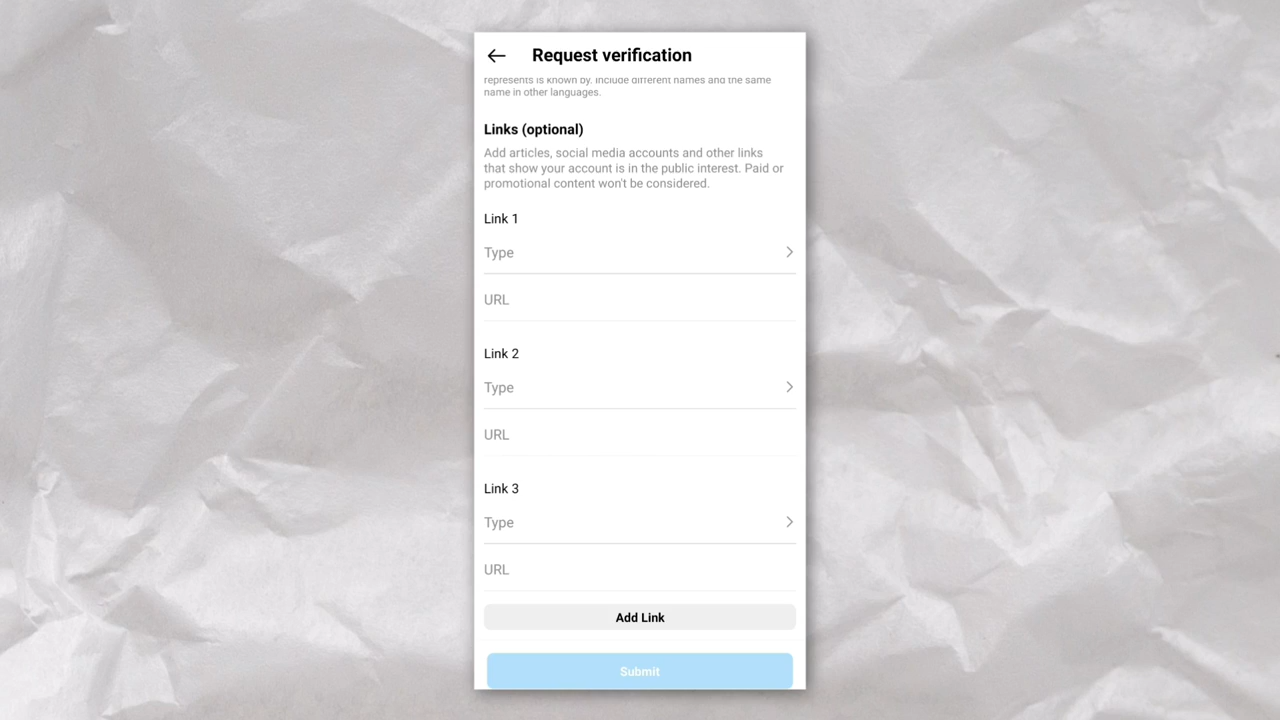 Request verification
represents is known by. Include different names and the same
name in other languages.
Links (optional)
Add articles, social media accounts and other links
that show your account is in the public interest. Paid or
promotional content won't be considered.
Link 1
Type
URL
Link 2
Type
URL
Link 3
Type
URL
Add Link
Submit